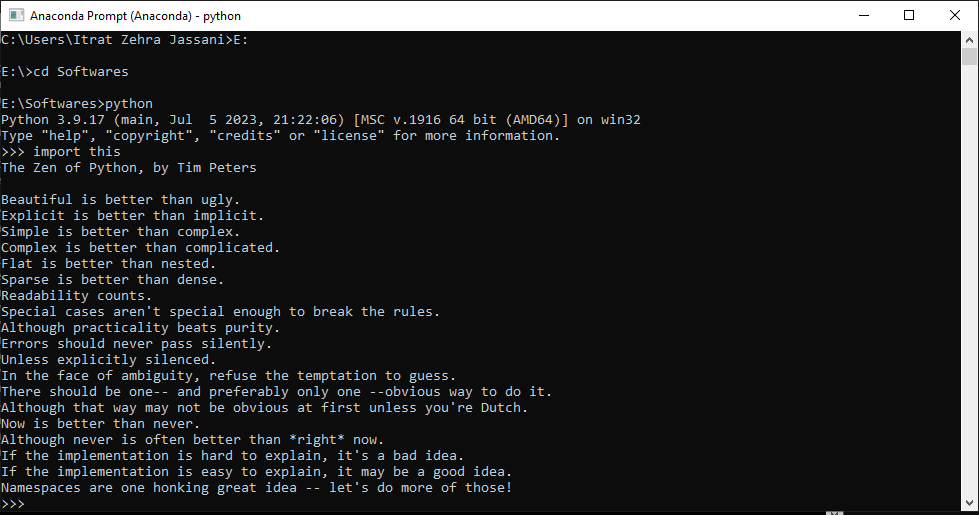 Anaconda Prompt (Anaconda) - python
C:\Users\Itrat Zehra Jassani>E:
E:\>cd Softwares
E:\Softwares>python
Python 3.9.17 (main, Jul  5 2023, 21:22:06) [MSC v.1916 64 bit (AMD64)] on win32
Type "help", "copyright", "credits" or "license" for more information.
>>> import this
The Zen of Python, by Tim Peters
Beautiful is better than ugly.
Explicit is better than implicit.
Simple is better than complex.
Complex is better than complicated.
Flat is better than nested.
Sparse is better than dense.
Readability counts.
Special cases aren't special enough to break the rules.
Although practicality beats purity.
Errors should never pass silently.
Unless explicitly silenced.
In the face of ambiguity, refuse the temptation to guess.
There should be one-- and preferably only one --obvious way to do it.
Although that way may not be obvious at first unless you're Dutch.
Now is better than never.
Although never is often better than *right* now.
If the implementation is hard to explain, it's a bad idea.
If the implementation is easy to explain, it may be a good idea.
Namespaces are one honking great idea -- let's do more of those!
>>>